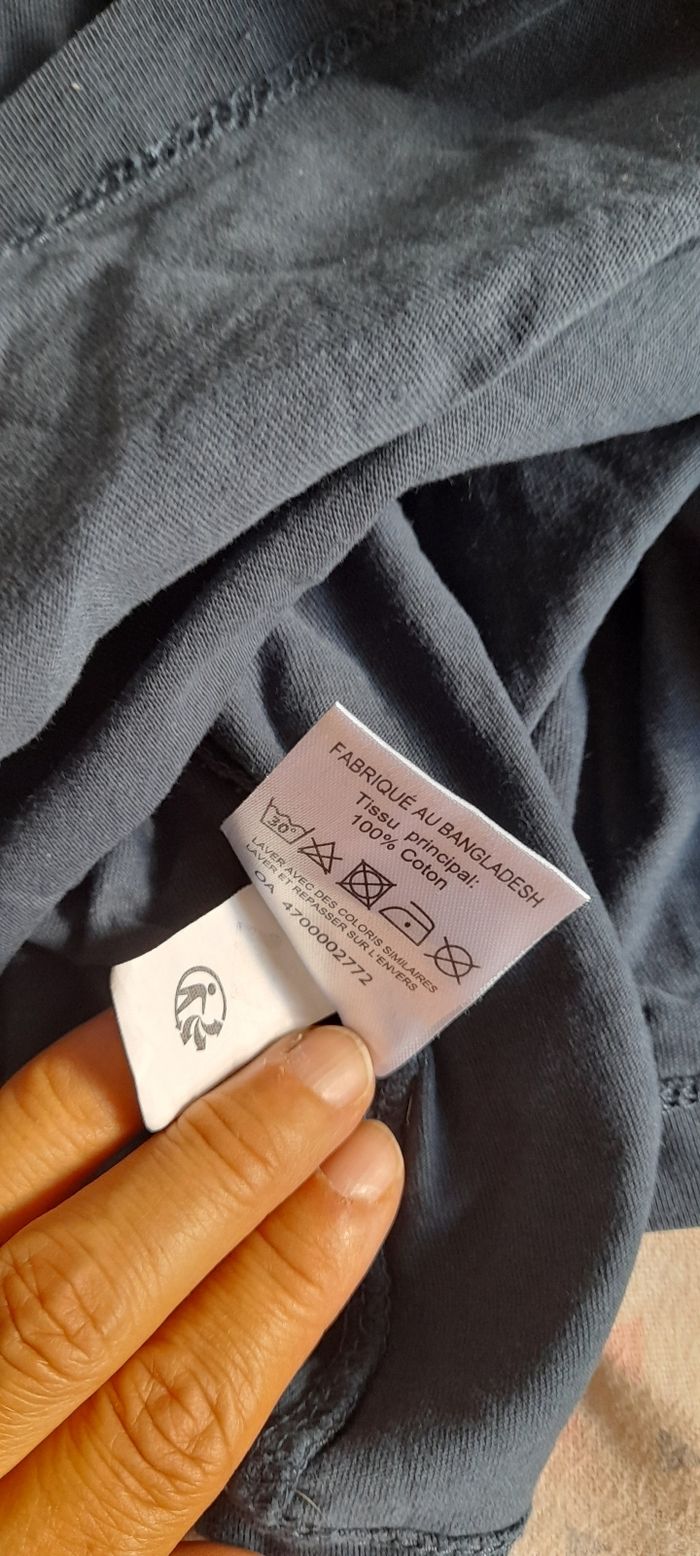 FABRIQUÉ AU BANGLADESH
Tissu principal:
100% Coton
30°
LAVER AVEC DES COLORIS SIMILAIRES
LAVER ET REPASSER SUR L'ENVERS
OA 4700002772